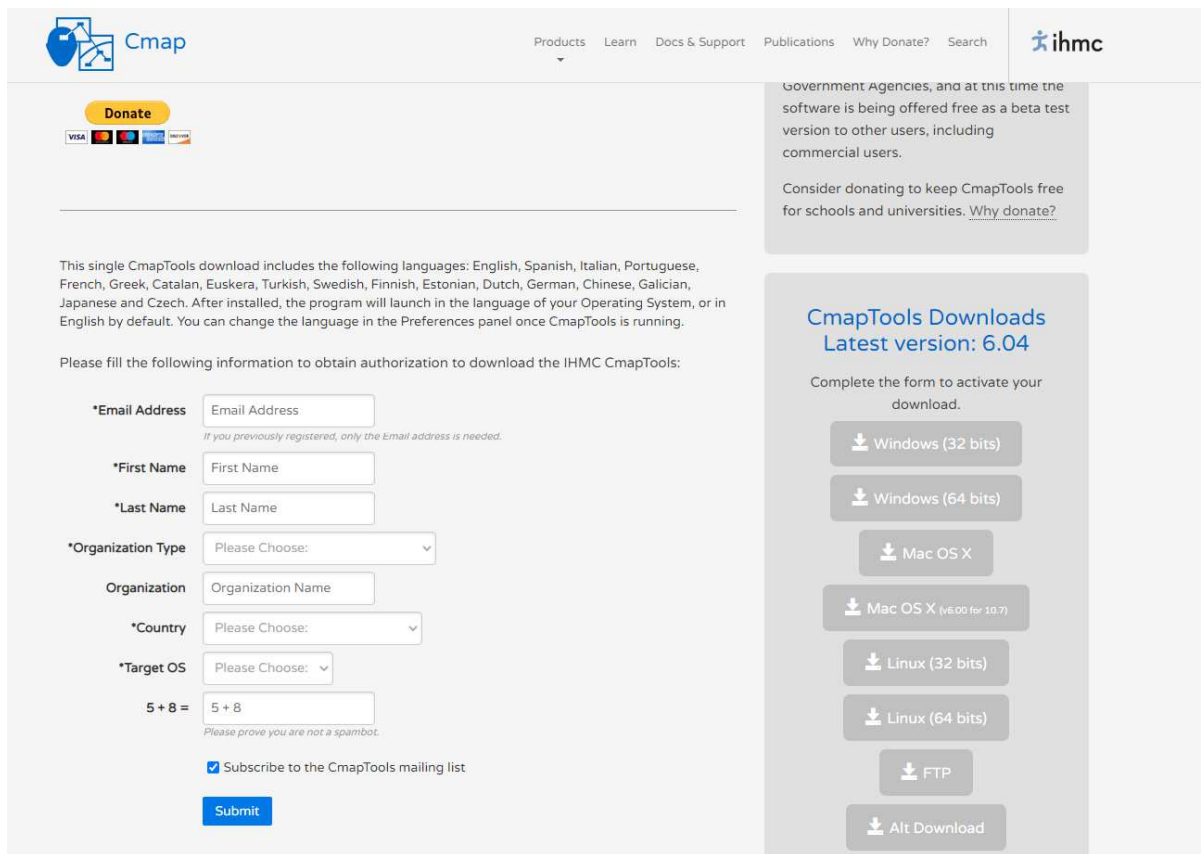 Cmap
Products Learn Docs & Support Publications Why Donate? Search
ihmc
Donate
VISA
Government Agencies, and at this time the
software is being offered free as a beta test
version to other users, including
commercial users.
Consider donating to keep CmapTools free
for schools and universities. Why donate?
This single CmapTools download includes the following languages: English, Spanish, Italian, Portuguese,
French, Greek, Catalan, Euskera, Turkish, Swedish, Finnish, Estonian, Dutch, German, Chinese, Galician,
Japanese and Czech. After installed, the program will launch in the language of your Operating System, or in
English by default. You can change the language in the Preferences panel once CmapTools is running.
Please fill the following information to obtain authorization to download the IHMC CmapTools:
*Email Address Email Address
If you previously registered, only the Email address is needed.
*First Name First Name
*Last Name Last Name
*Organization Type Please Choose:
Organization Organization Name
*Country Please Choose:
*Target OS Please Choose:
5 + 8 = 5 + 8
Please prove you are not a spambot.
Subscribe to the CmapTools mailing list
Submit
CmapTools Downloads
Latest version: 6.04
Complete the form to activate your
download.
Windows (32 bits)
Windows (64 bits)
Mac OS X
Mac OS X (v6.00 for 10.7)
Linux (32 bits)
Linux (64 bits)
FTP
Alt Download